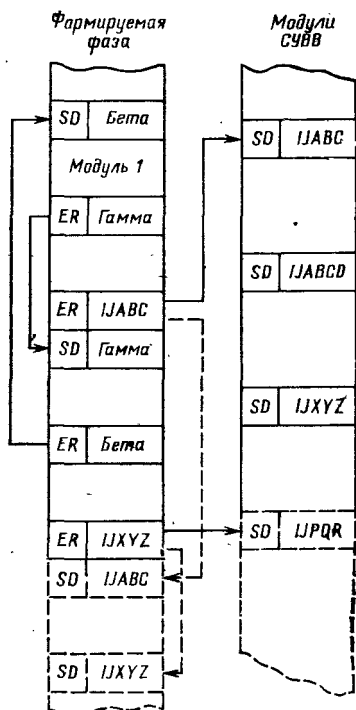 Формируемая
фаза
SD Бета
Модуль 1
ER Гамма
ER IJABC
SD Гамма
ER Бета
ER IJXYZ
SD IJABC
SD IJXYZ
Модули
СУВВ
SD IJABC
SD IJABCD
SD IJXYZ
SD IJPQR